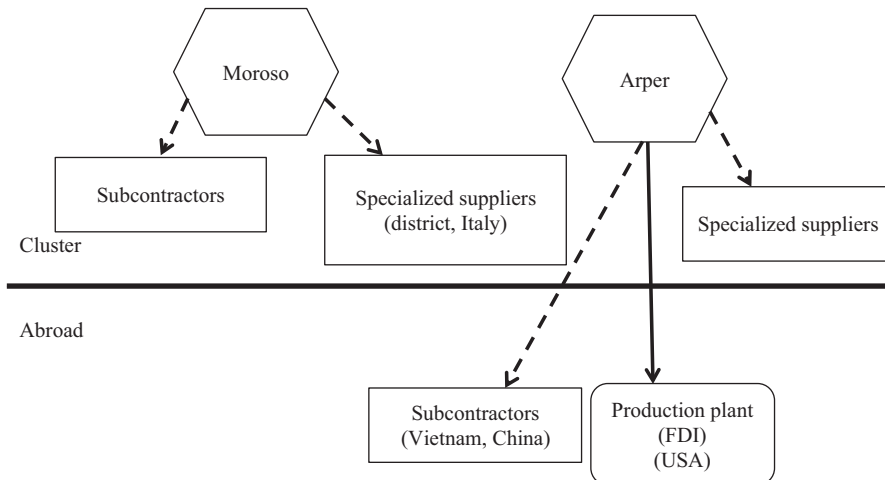 Moroso
Arper
Subcontractors
Specialized suppliers
(district, Italy)
Specialized suppliers
Cluster
Abroad
Subcontractors
(Vietnam, China)
Production plant
(FDI)
(USA)